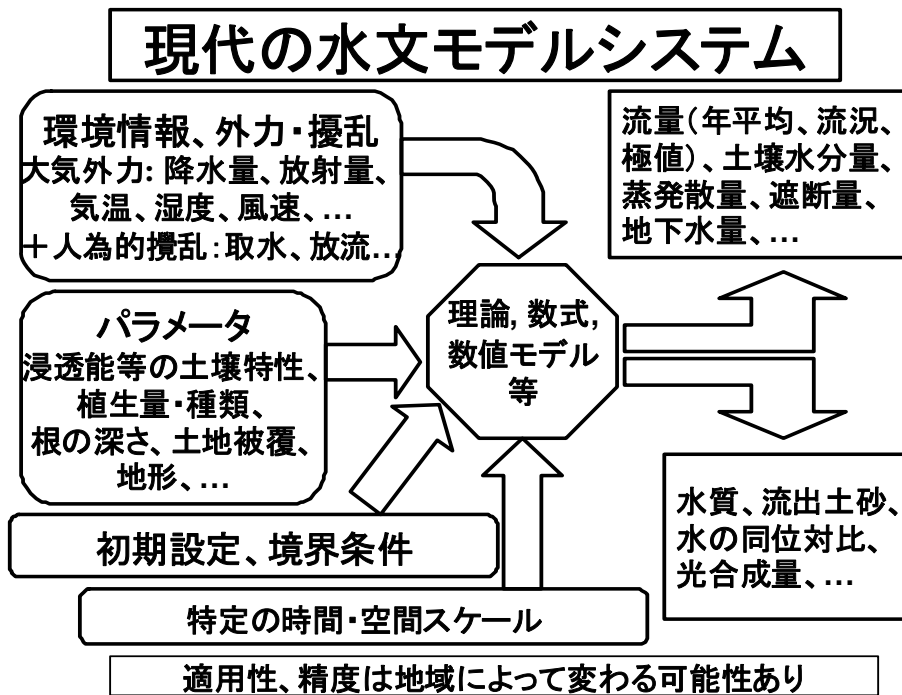 現代の水文モデルシステム
環境情報、外力・擾乱
大気外力: 降水量、放射量、
気温、湿度、風速、…
＋人為的攪乱：取水、放流…
パラメータ
浸透能等の土壌特性、
植生量・種類、
根の深さ、土地被覆、
地形、…
初期設定、境界条件
特定の時間・空間スケール
理論, 数式,
数値モデル
等
流量（年平均、流況、
極値）、土壌水分量、
蒸発散量、遮断量、
地下水量、…
水質、流出土砂、
水の同位対比、
光合成量、…
適用性、精度は地域によって変わる可能性あり